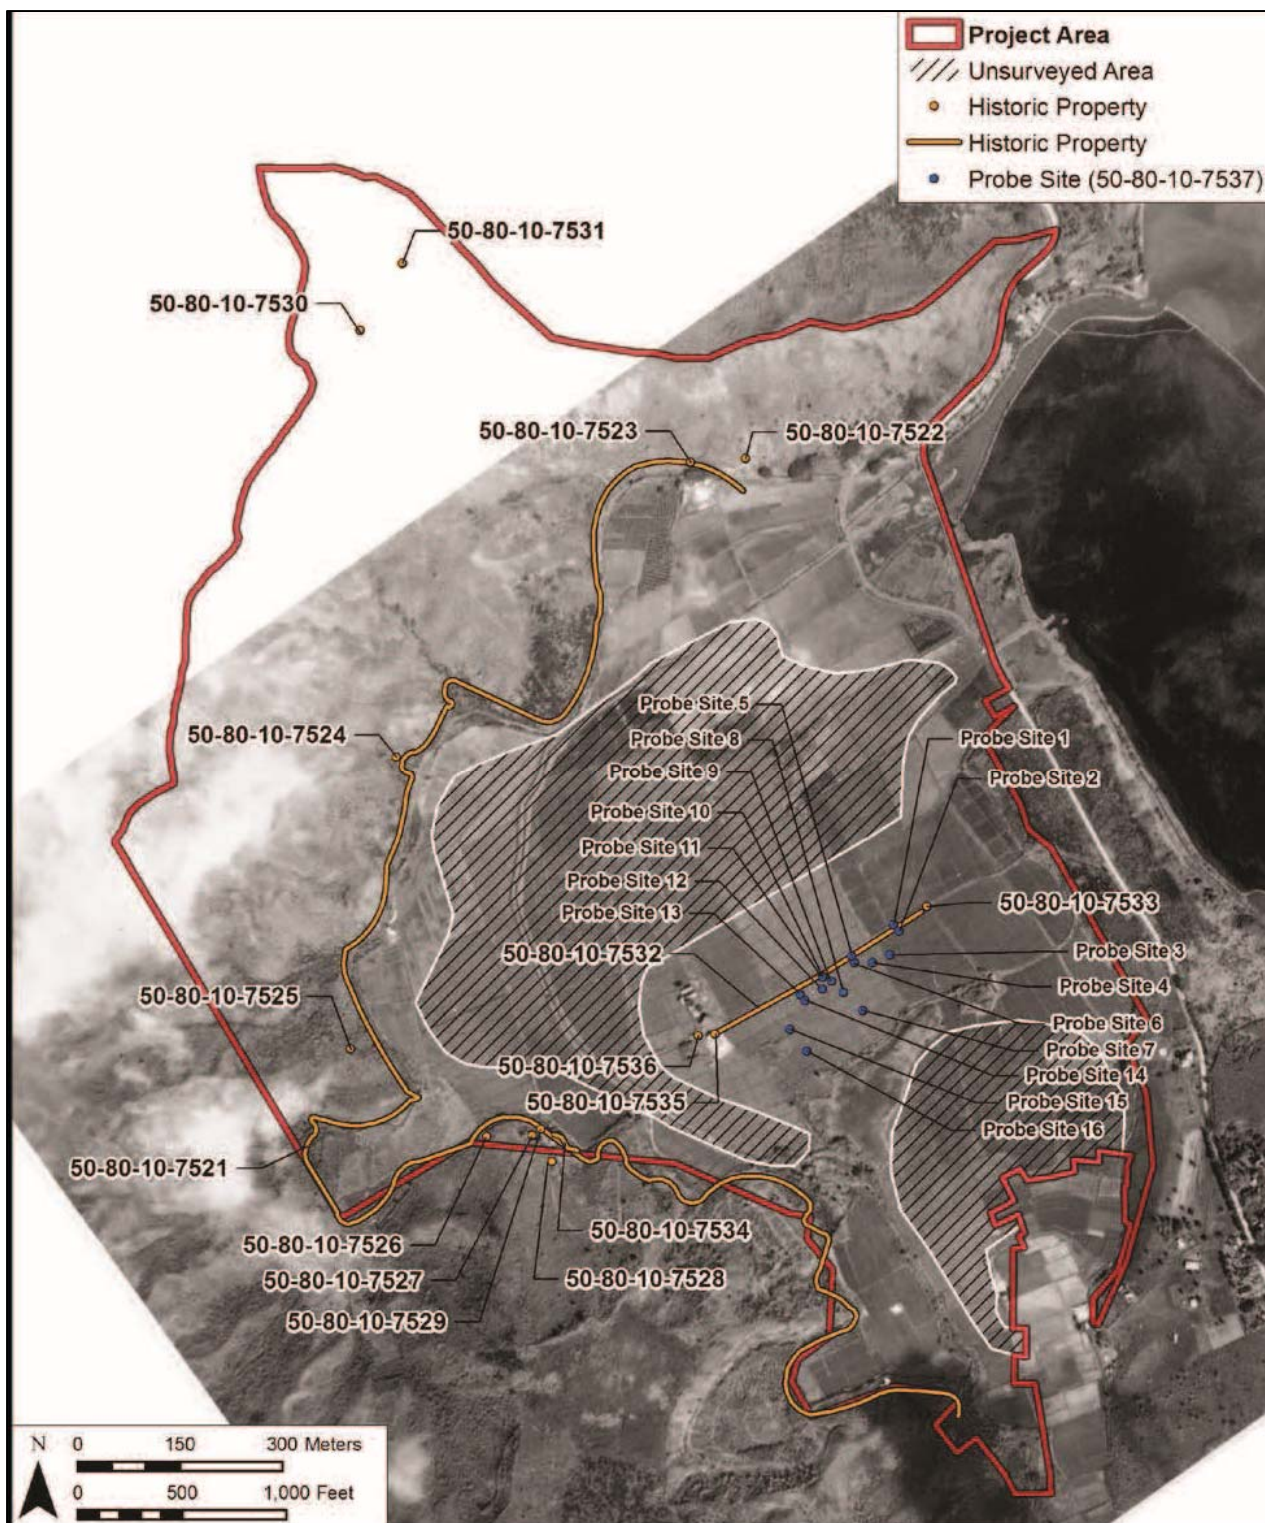 Project Area
Unsurveyed Area
Historic Property
Historic Property
Probe Site (50-80-10-7537)
50-80-10-7531
50-80-10-7530
50-80-10-7523
50-80-10-7522
Probe Site 5
50-80-10-7524
Probe Site 8
Probe Site 1
Probe Site 9
Probe Site 2
Probe Site 10
Probe Site 11
Probe Site 12
Probe Site 13
50-80-10-7533
50-80-10-7532
Probe Site 3
Probe Site 4
50-80-10-7525
Probe Site 6
Probe Site 7
50-80-10-7536
Probe Site 14
50-80-10-7535
Probe Site 15
Probe Site 16
50-80-10-7521
50-80-10-7534
50-80-10-7526
50-80-10-7527
50-80-10-7528
50-80-10-7529
N
0 150 300 Meters
0 500 1,000 Feet